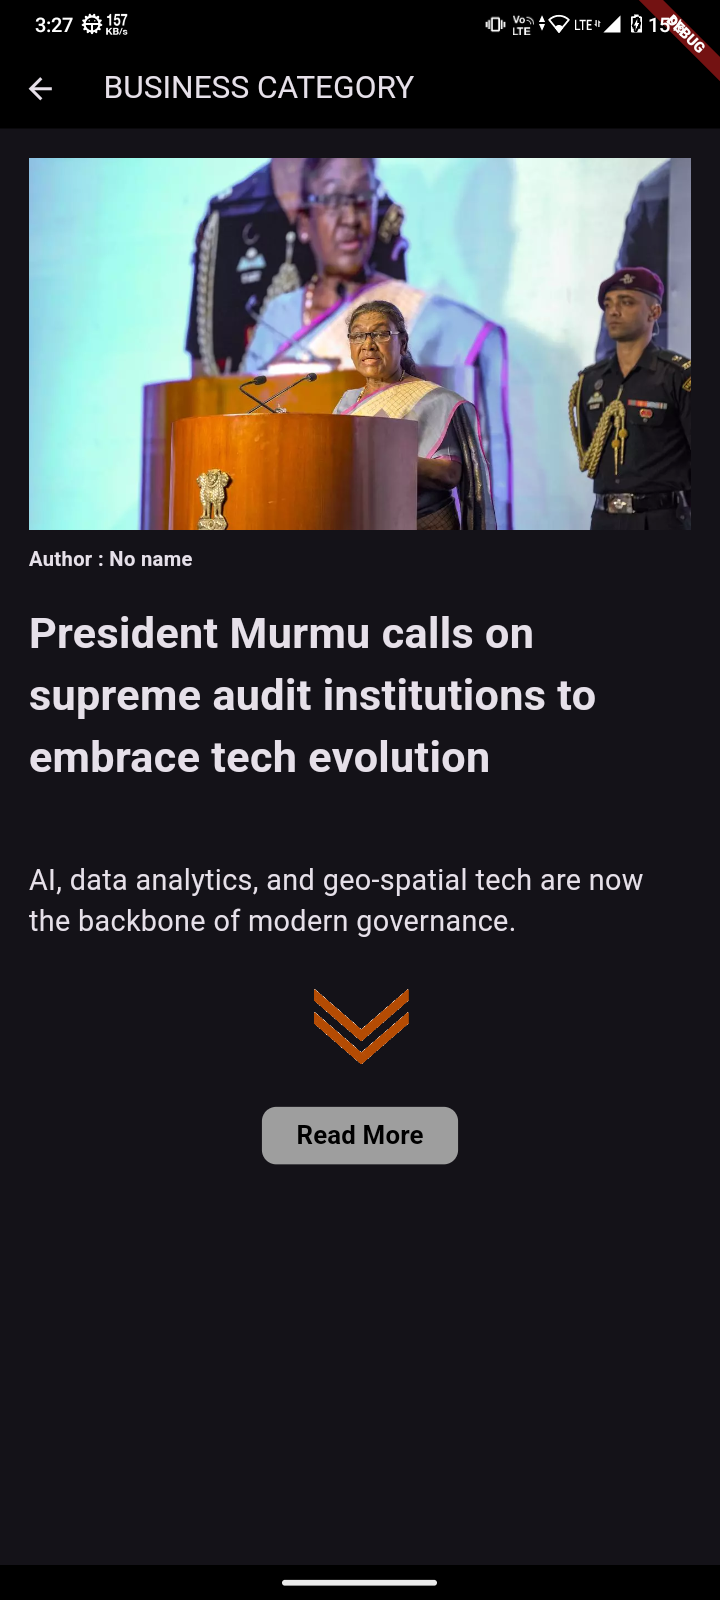 3:27 157 KB/s Vo LTE LTE 15
DEBUG
BUSINESS CATEGORY
Author : No name
President Murmu calls on
supreme audit institutions to
embrace tech evolution
AI, data analytics, and geo-spatial tech are now
the backbone of modern governance.
Read More